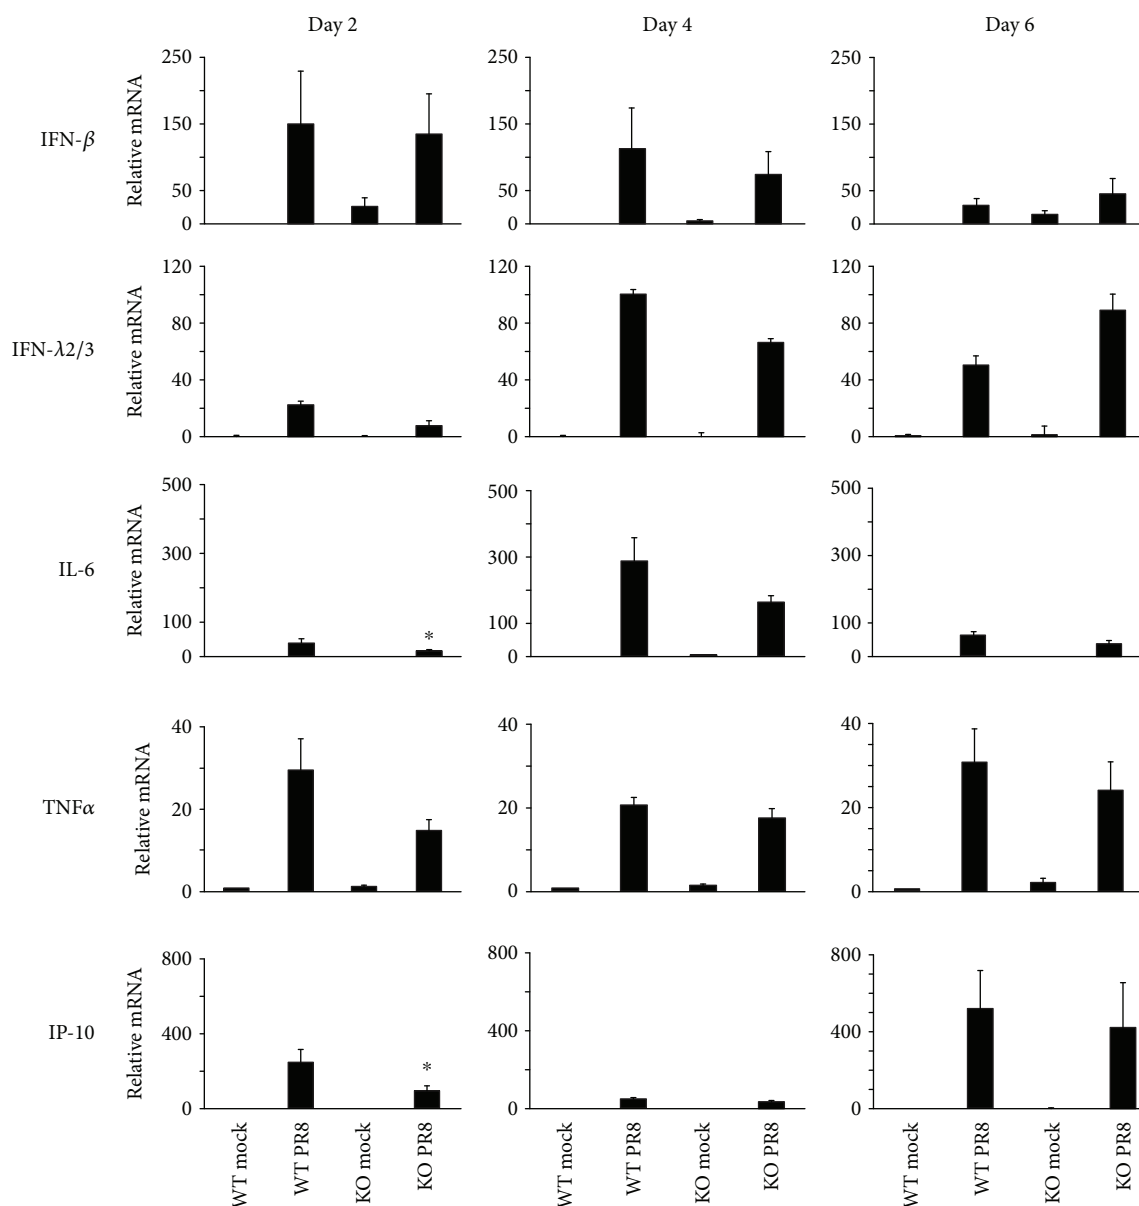 Day 2
Day 4
Day 6
IFN-β
Relative mRNA
250
150
50
0
250
150
50
0
250
150
50
0
IFN-λ2/3
Relative mRNA
120
80
40
0
120
80
40
0
120
80
40
0
IL-6
Relative mRNA
500
300
100
0
*
500
300
100
0
500
300
100
0
TNFα
Relative mRNA
40
20
0
40
20
0
40
20
0
IP-10
Relative mRNA
800
400
0
*
800
400
0
800
400
0
WT mock
WT PR8
KO mock
KO PR8
WT mock
WT PR8
KO mock
KO PR8
WT mock
WT PR8
KO mock
KO PR8